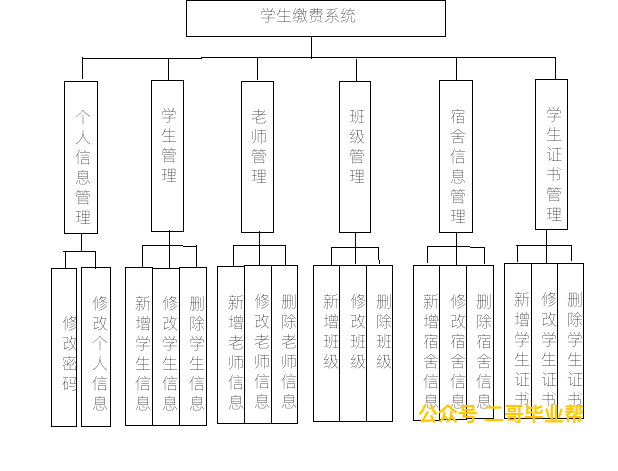 学生缴费系统
个人信息管理
学生管理
老师管理
班级管理
宿舍信息管理
学生证书管理
修改密码
修改个人信息
新增学生信息
修改学生信息
删除学生信息
新增老师信息
修改老师信息
删除老师信息
新增班级
修改班级
删除班级
新增宿舍信息
修改宿舍信息
删除宿舍信息
新增学生证书
修改学生证书
删除学生证书
公众号 二哥毕业帮